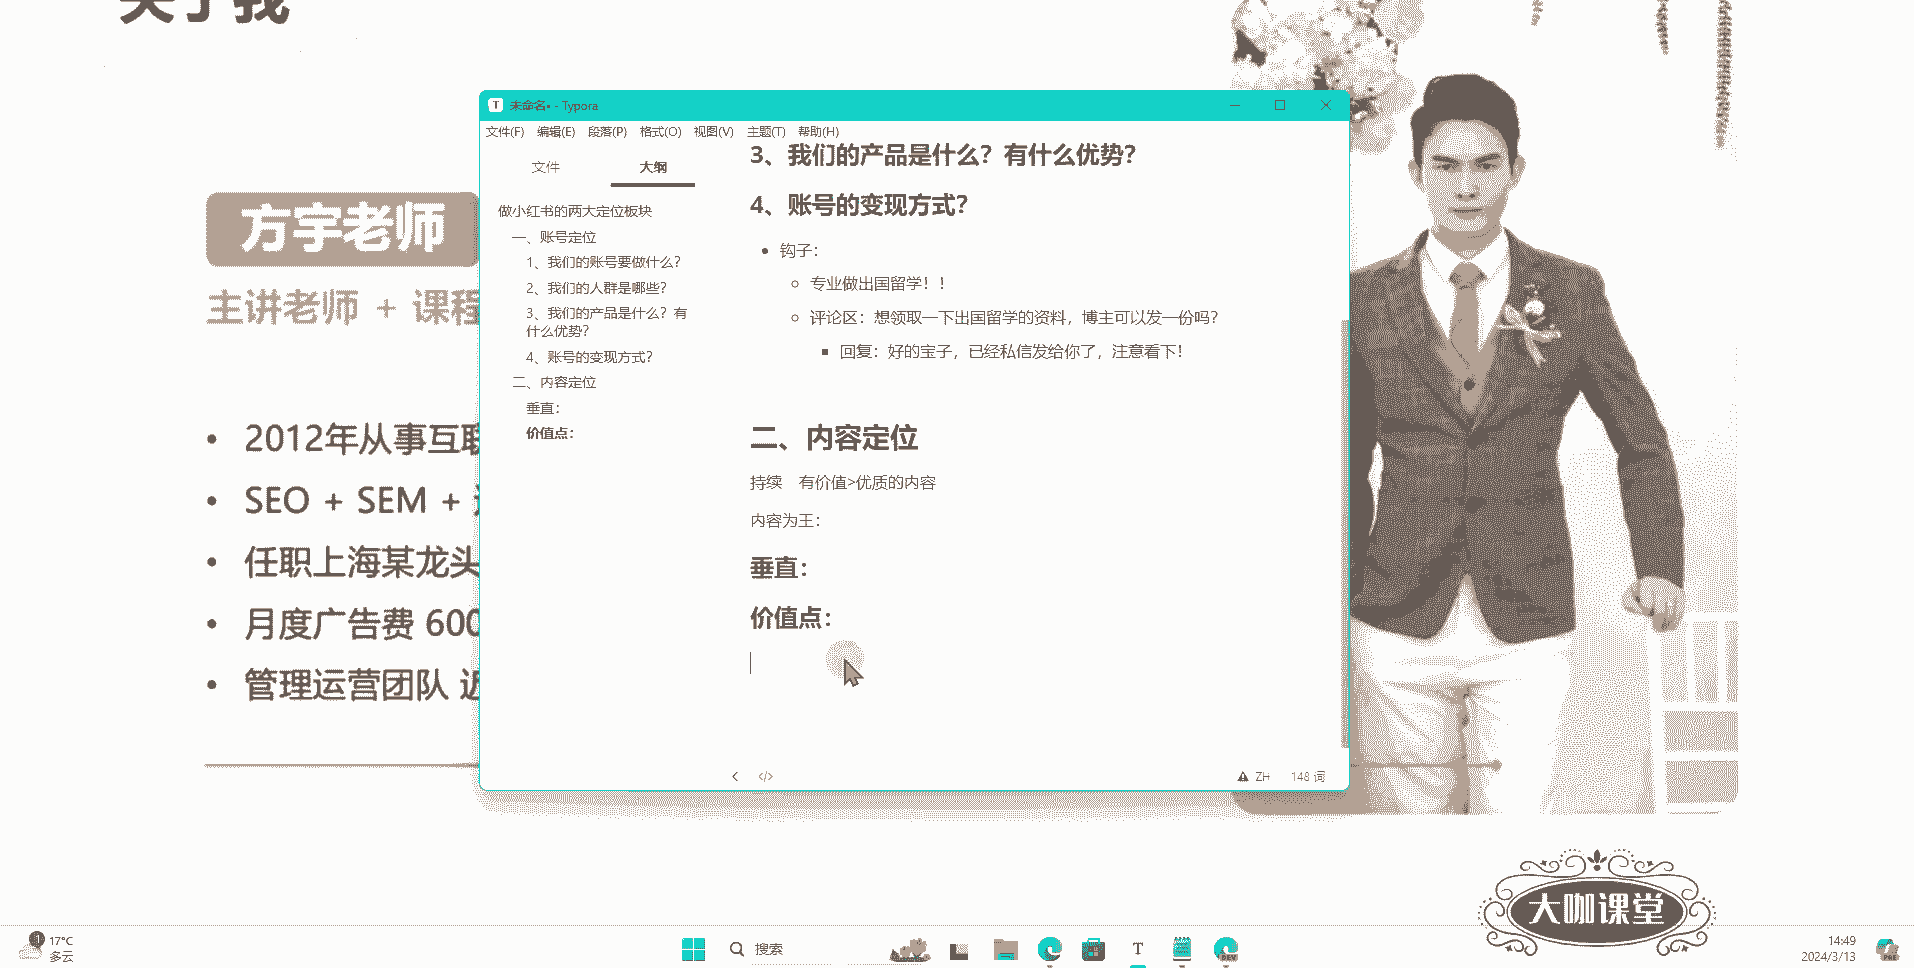 关于我
方宇老师
主讲老师 + 课程
• 2012年从事互联
• SEO + SEM +
• 任职上海某龙头
• 月度广告费 600
• 管理运营团队 近
T 未命名• - Typora
文件(F) 编辑(E) 段落(P) 格式(O) 视图(V) 主题(T) 帮助(H)
文件 大纲
做小红书的两大定位板块
一、账号定位
1、我们的账号要做什么？
2、我们的人群是哪些？
3、我们的产品是什么？有
什么优势？
4、账号的变现方式？
二、内容定位
垂直：
价值点：
3、我们的产品是什么？有什么优势？
4、账号的变现方式？
• 钩子：
专业做出国留学！！
评论区：想领取一下出国留学的资料，博主可以发一份吗？
回复：好的宝子，已经私信发给你了，注意看下！
二、内容定位
持续 有价值>优质的内容
内容为王：
垂直：
价值点：
</> ZH 148 词
大咖课堂
1 17°C
多云
搜索
T
DEV
14:49
2024/3/13
PRE